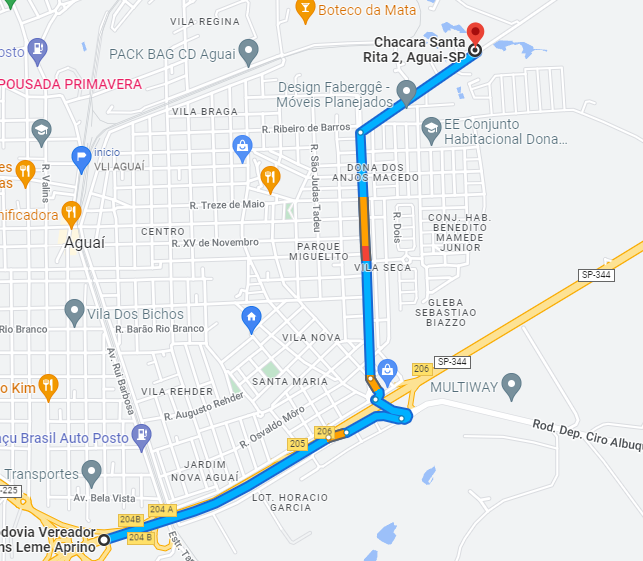 Boteco da Mata
VILA REGINA
Chacara Santa
Rita 2, Aguai-SP
PACK BAG CD Aguai
POUSADA PRIMAVERA
Design Faberggê -
Móveis Planejados
VILA BRAGA
R. Ribeiro de Barros
EE Conjunto
Habitacional Dona...
início
VLI AGUAÍ
R. Valins
R. São Judas Tadeu
DONA DOS
ANJOS MACEDO
R. Treze de Maio
R. Dois
CONJ. HAB.
BENEDITO
MAMEDE
JUNIOR
nificadora
Aguaí
CENTRO
R. XV de Novembro
PARQUE
MIGUELITO
VILA SECA
SP-344
GLEBA
SEBASTIAO
BIAZZO
Vila Dos Bichos
Rio Branco
R. Barão Rio Branco
VILA NOVA
Av. Rui Barbosa
SP-344
206
SANTA MARIA
MULTIWAY
o Kim
VILA REHDER
R. Augusto Rehder
R. Osvaldo Môro
Rod. Dep. Ciro Albuqu
206
205
açu Brasil Auto Posto
JARDIM
NOVA AGUAÍ
Transportes
-225
Av. Bela Vista
LOT. HORACIO
GARCIA
204 A
204B
204 B
odovia Vereador
ns Leme Aprino
Estr. Tat